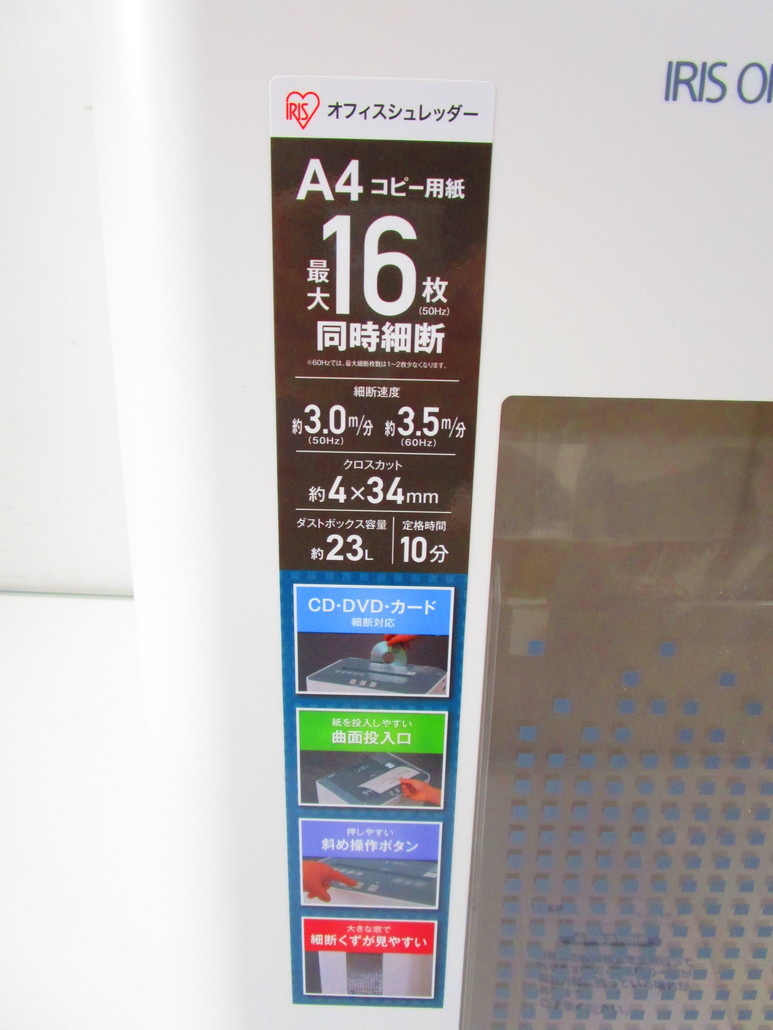 IRIS オフィスシュレッダー
IRIS O
A4 コピー用紙
最大16枚
(50Hz)
同時細断
※60Hzでは、最大細断枚数は1~2枚少なくなります。
細断速度
約3.0m/分 約3.5m/分
(50Hz) (60Hz)
クロスカット
約4×34mm
ダストボックス容量 定格時間
約23L 10分
CD・DVD・カード
細断対応
紙を投入しやすい
曲面投入口
押しやすい
斜め操作ボタン
大きな窓で
細断くずが見やすい